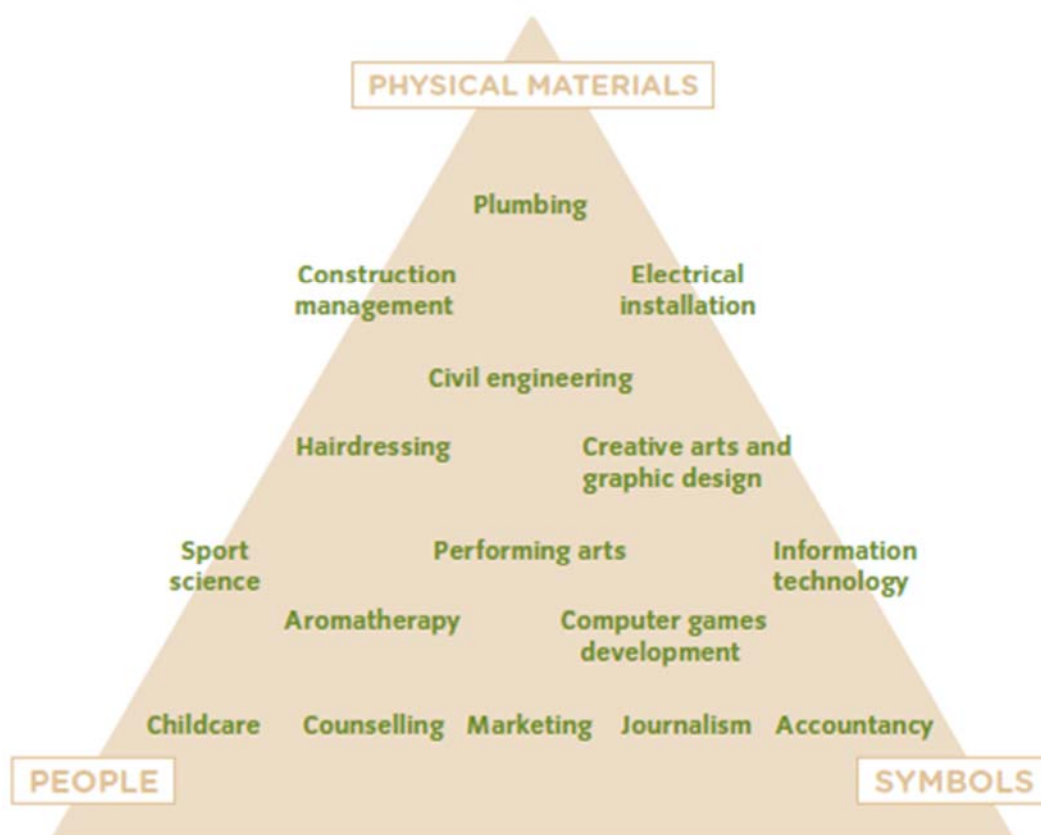 PHYSICAL MATERIALS
Plumbing
Construction
management
Electrical
installation
Civil engineering
Hairdressing
Creative arts and
graphic design
Sport
science
Performing arts
Information
technology
Aromatherapy
Computer games
development
Childcare
Counselling
Marketing
Journalism
Accountancy
PEOPLE
SYMBOLS